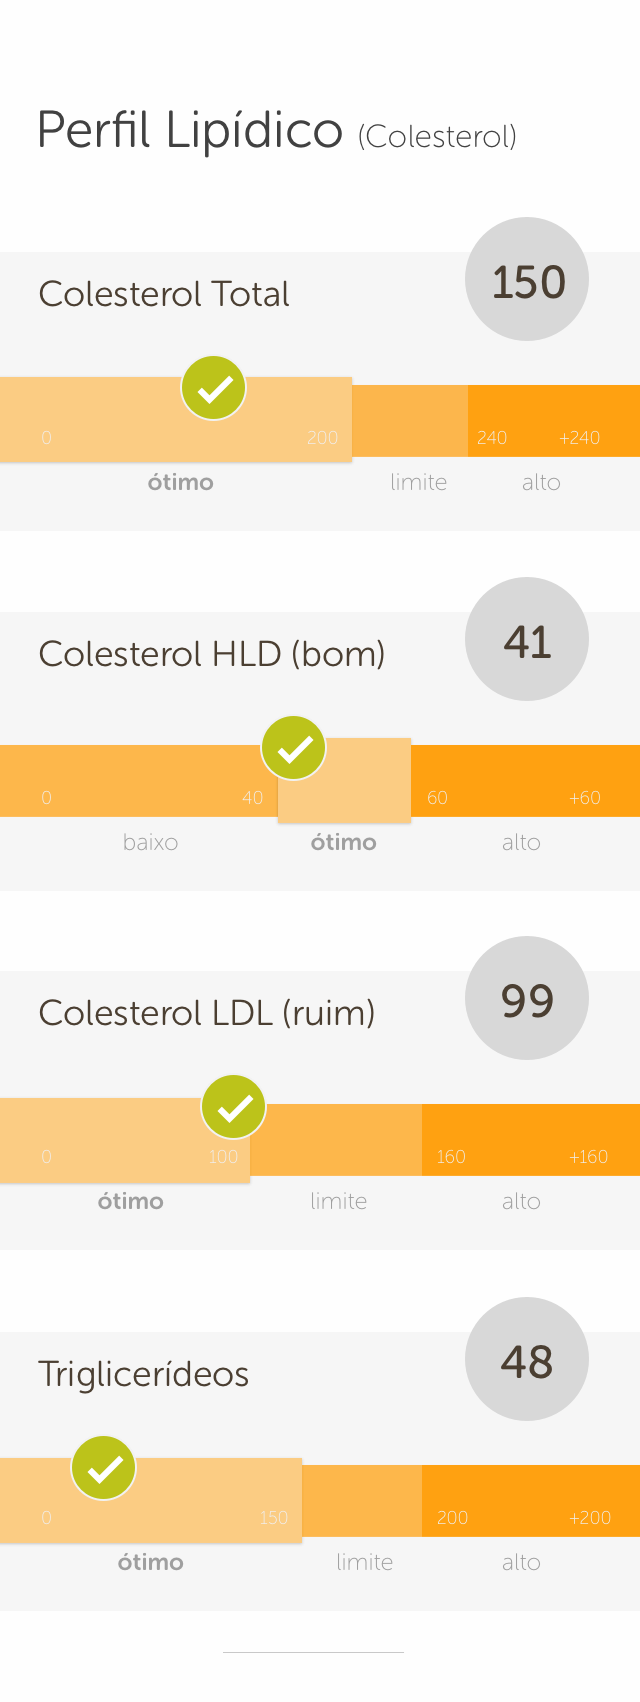 Perfil Lipídico (Colesterol)
Colesterol Total
150
0 200 240 +240
ótimo limite alto
Colesterol HLD (bom)
41
0 40 60 +60
baixo ótimo alto
Colesterol LDL (ruim)
99
0 100 160 +160
ótimo limite alto
Triglicerídeos
48
0 150 200 +200
ótimo limite alto